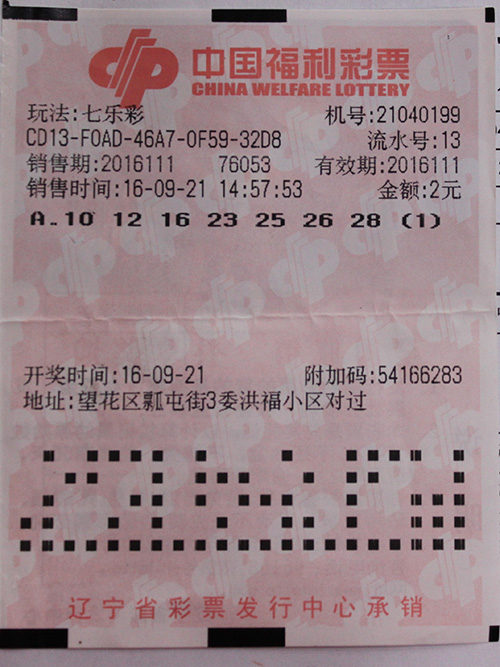 中国福利彩票
CHINA WELFARE LOTTERY
玩法:七乐彩 机号:21040199
CD13-F0AD-46A7-0F59-32D8 流水号:13
销售期:2016111 76053 有效期:2016111
销售时间:16-09-21 14:57:53 金额:2元
A.10 12 16 23 25 26 28 (1)
开奖时间:16-09-21 附加码:54166283
地址:望花区瓢屯街3委洪福小区对过
辽宁省彩票发行中心承销